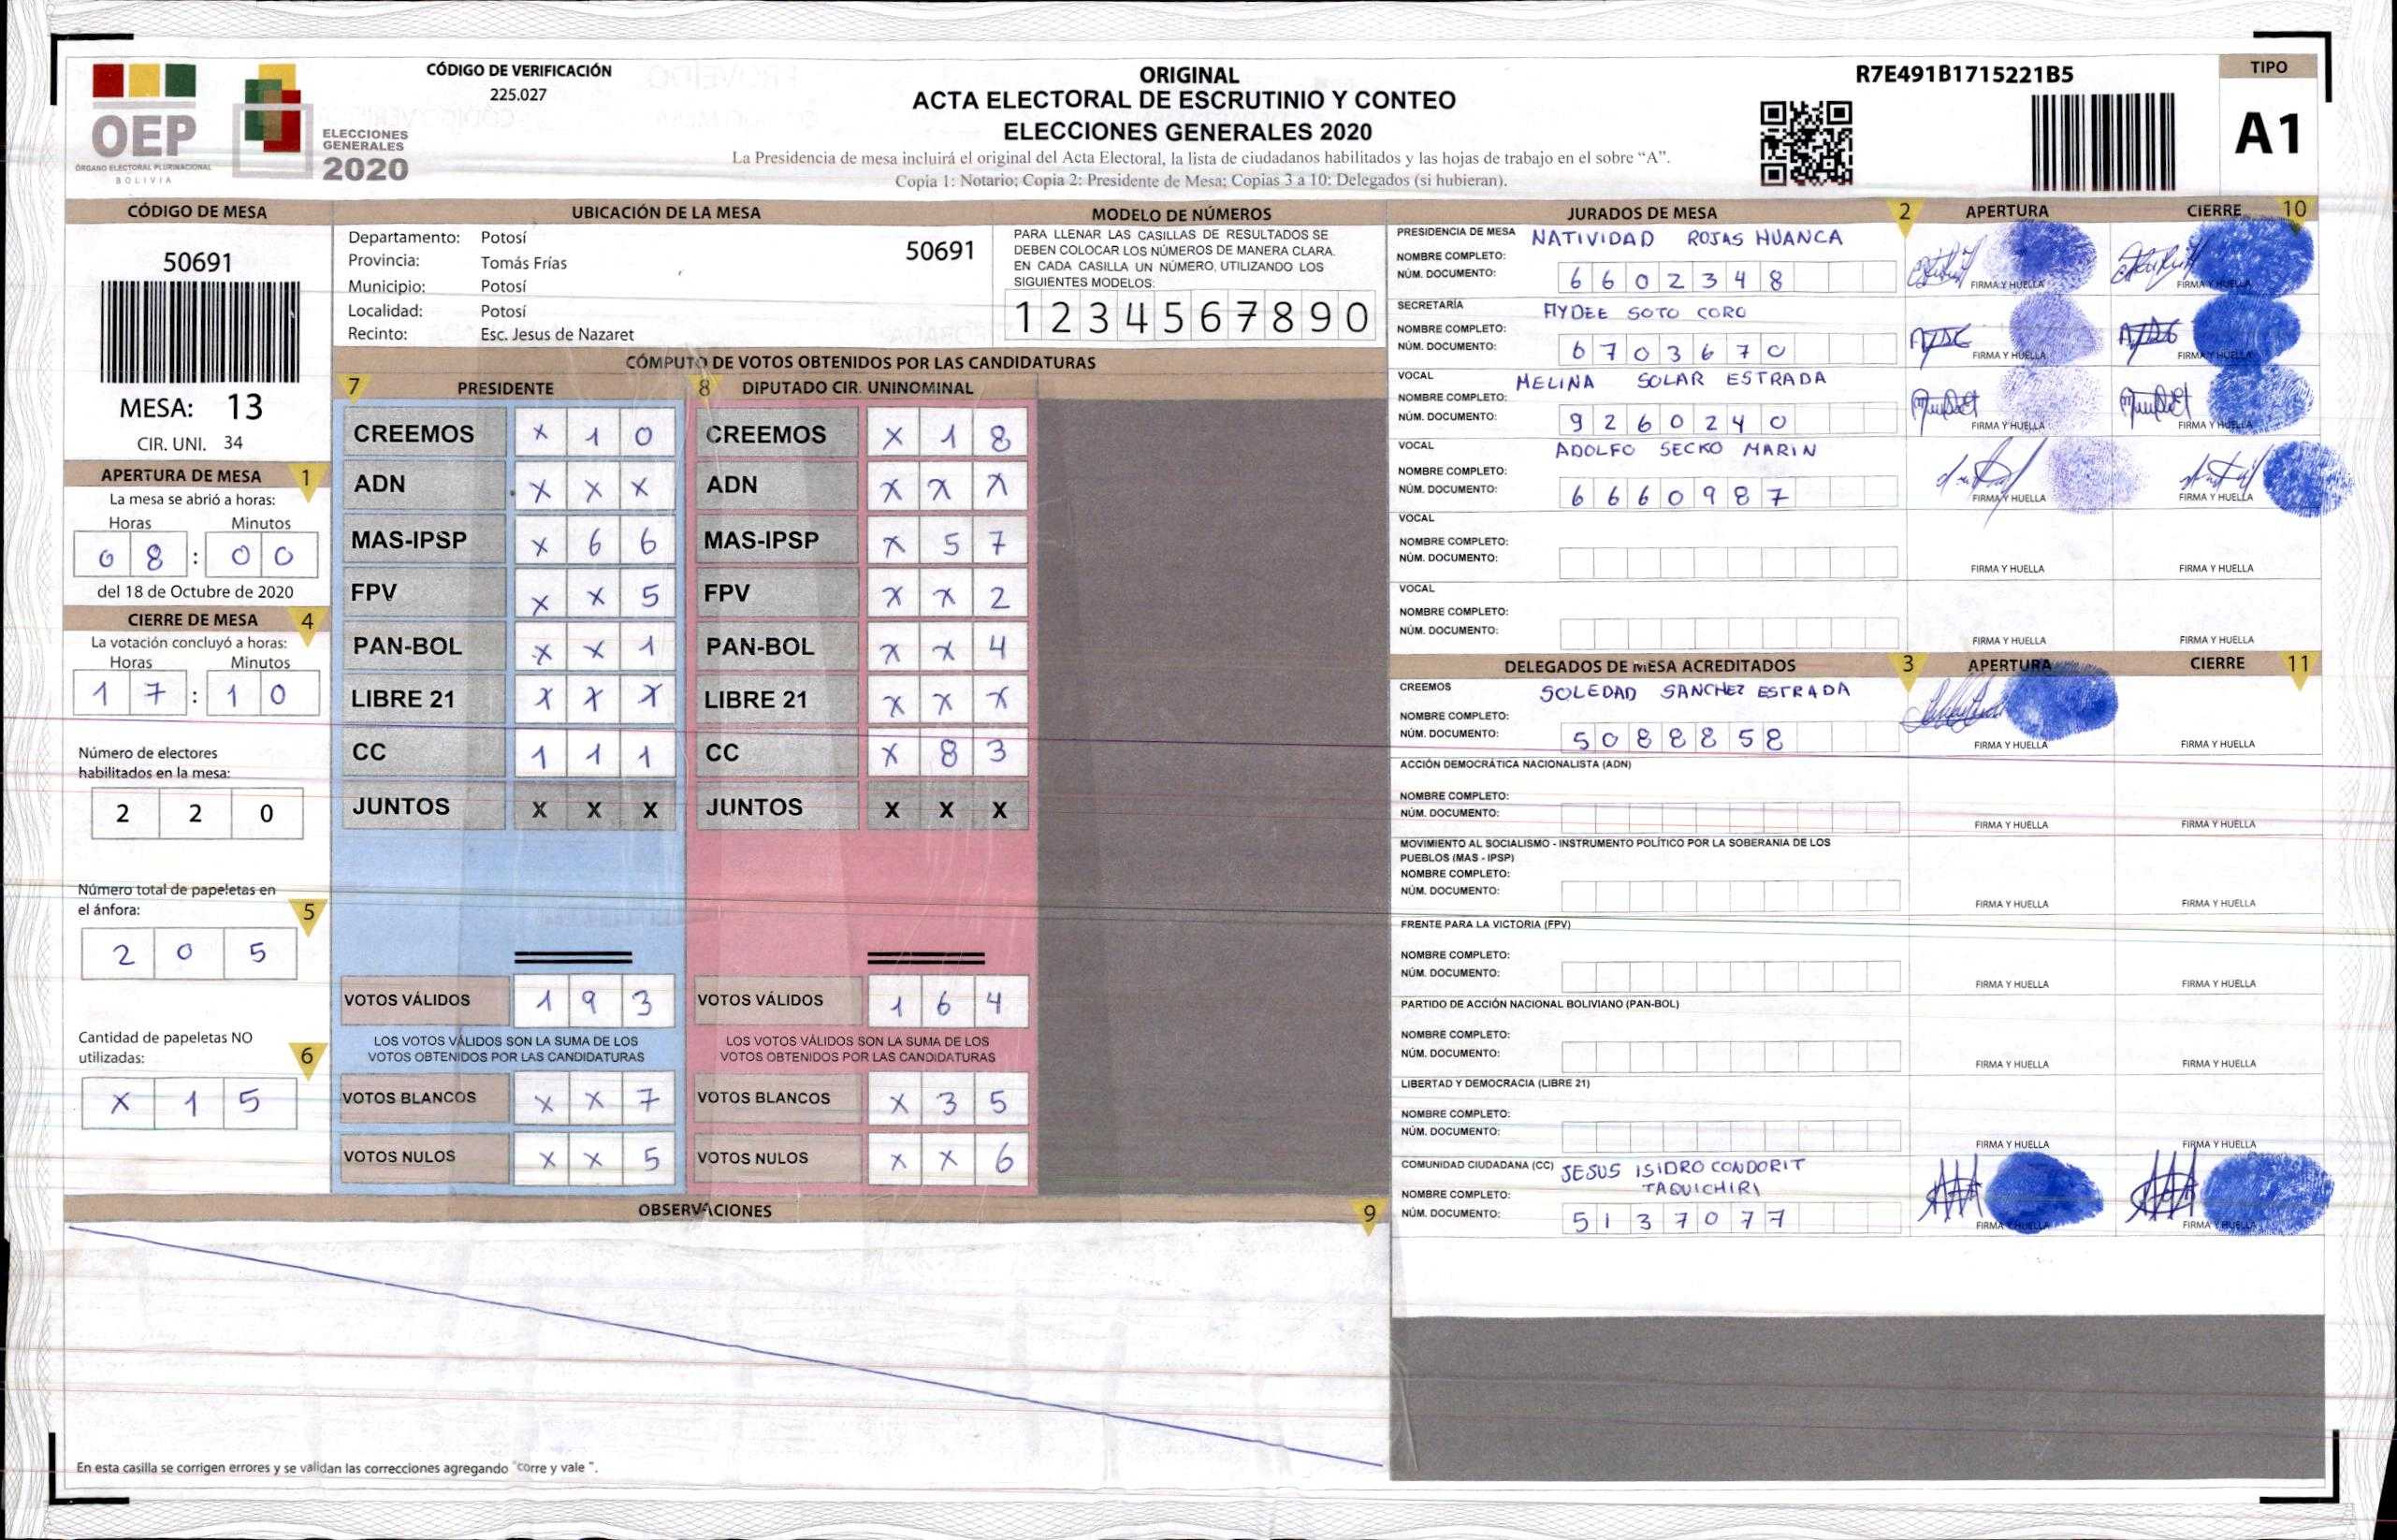 OEP
ÓRGANO ELECTORAL PLURINACIONAL
BOLIVIA
ELECCIONES
GENERALES
2020
CÓDIGO DE VERIFICACIÓN
225.027
ORIGINAL
ACTA ELECTORAL DE ESCRUTINIO Y CONTEO
ELECCIONES GENERALES 2020
La Presidencia de mesa incluirá el original del Acta Electoral, la lista de ciudadanos habilitados y las hojas de trabajo en el sobre “A”.
Copia 1: Notario; Copia 2: Presidente de Mesa; Copias 3 a 10: Delegados (si hubieran).
R7E491B1715221B5
TIPO
A1
CÓDIGO DE MESA
50691
MESA: 13
CIR. UNI. 34
APERTURA DE MESA 1
La mesa se abrió a horas:
Horas Minutos
0 8 : 0 0
del 18 de Octubre de 2020
CIERRE DE MESA 4
La votación concluyó a horas:
Horas Minutos
1 7 : 1 0
Número de electores
habilitados en la mesa:
2 2 0
Número total de papeletas en
el ánfora: 5
2 0 5
Cantidad de papeletas NO
utilizadas: 6
X 1 5
UBICACIÓN DE LA MESA
Departamento: Potosí
50691
Provincia: Tomás Frías
Municipio: Potosí
Localidad: Potosí
Recinto: Esc. Jesus de Nazaret
MODELO DE NÚMEROS
PARA LLENAR LAS CASILLAS DE RESULTADOS SE
DEBEN COLOCAR LOS NÚMEROS DE MANERA CLARA.
EN CADA CASILLA UN NÚMERO, UTILIZANDO LOS
SIGUIENTES MODELOS:
1 2 3 4 5 6 7 8 9 0
CÓMPUTO DE VOTOS OBTENIDOS POR LAS CANDIDATURAS
7 PRESIDENTE 8 DIPUTADO CIR. UNINOMINAL
CREEMOS X 1 0 CREEMOS X 1 8
ADN X X X ADN X X X
MAS-IPSP X 6 6 MAS-IPSP X 5 7
FPV X X 5 FPV X X 2
PAN-BOL X X 1 PAN-BOL X X 4
LIBRE 21 X X X LIBRE 21 X X X
CC 1 1 1 CC X 8 3
JUNTOS X X X JUNTOS X X X
VOTOS VÁLIDOS 1 9 3 VOTOS VÁLIDOS 1 6 4
LOS VOTOS VÁLIDOS SON LA SUMA DE LOS LOS VOTOS VÁLIDOS SON LA SUMA DE LOS
VOTOS OBTENIDOS POR LAS CANDIDATURAS VOTOS OBTENIDOS POR LAS CANDIDATURAS
VOTOS BLANCOS X X 7 VOTOS BLANCOS X 3 5
VOTOS NULOS X X 5 VOTOS NULOS X X 6
OBSERVACIONES 9
En esta casilla se corrigen errores y se validan las correcciones agregando "corre y vale ".
JURADOS DE MESA 2 APERTURA CIERRE 10
PRESIDENCIA DE MESA NATIVIDAD ROJAS HUANCA
NOMBRE COMPLETO:
NÚM. DOCUMENTO: 6 6 0 2 3 4 8 FIRMA Y HUELLA FIRMA Y HUELLA
SECRETARÍA AYDEE SOTO CORO
NOMBRE COMPLETO:
NÚM. DOCUMENTO: 6 7 0 3 6 7 0 FIRMA Y HUELLA FIRMA Y HUELLA
VOCAL MELINA SOLAR ESTRADA
NOMBRE COMPLETO:
NÚM. DOCUMENTO: 9 2 6 0 2 4 0 FIRMA Y HUELLA FIRMA Y HUELLA
VOCAL ADOLFO SECKO MARIN
NOMBRE COMPLETO:
NÚM. DOCUMENTO: 6 6 6 0 9 8 7 FIRMA Y HUELLA FIRMA Y HUELLA
VOCAL
NOMBRE COMPLETO:
NÚM. DOCUMENTO: FIRMA Y HUELLA FIRMA Y HUELLA
VOCAL
NOMBRE COMPLETO:
NÚM. DOCUMENTO: FIRMA Y HUELLA FIRMA Y HUELLA
DELEGADOS DE MESA ACREDITADOS 3 APERTURA CIERRE 11
CREEMOS SOLEDAD SANCHEZ ESTRADA
NOMBRE COMPLETO:
NÚM. DOCUMENTO: 5 0 8 8 8 5 8 FIRMA Y HUELLA FIRMA Y HUELLA
ACCIÓN DEMOCRÁTICA NACIONALISTA (ADN)
NOMBRE COMPLETO:
NÚM. DOCUMENTO: FIRMA Y HUELLA FIRMA Y HUELLA
MOVIMIENTO AL SOCIALISMO - INSTRUMENTO POLÍTICO POR LA SOBERANIA DE LOS
PUEBLOS (MAS - IPSP)
NOMBRE COMPLETO:
NÚM. DOCUMENTO: FIRMA Y HUELLA FIRMA Y HUELLA
FRENTE PARA LA VICTORIA (FPV)
NOMBRE COMPLETO:
NÚM. DOCUMENTO: FIRMA Y HUELLA FIRMA Y HUELLA
PARTIDO DE ACCIÓN NACIONAL BOLIVIANO (PAN-BOL)
NOMBRE COMPLETO:
NÚM. DOCUMENTO: FIRMA Y HUELLA FIRMA Y HUELLA
LIBERTAD Y DEMOCRACIA (LIBRE 21)
NOMBRE COMPLETO:
NÚM. DOCUMENTO: FIRMA Y HUELLA FIRMA Y HUELLA
COMUNIDAD CIUDADANA (CC) JESUS ISIDRO CONDORIT
NOMBRE COMPLETO: TAQUICHIRI
NÚM. DOCUMENTO: 5 1 3 7 0 7 7 FIRMA Y HUELLA FIRMA Y HUELLA